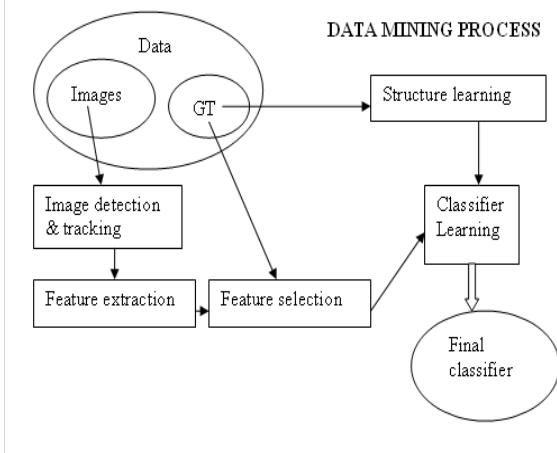 DATA MINING PROCESS
Data
Images
GT
Structure learning
Image detection
& tracking
Classifier
Learning
Feature extraction
Feature selection
Final
classifier